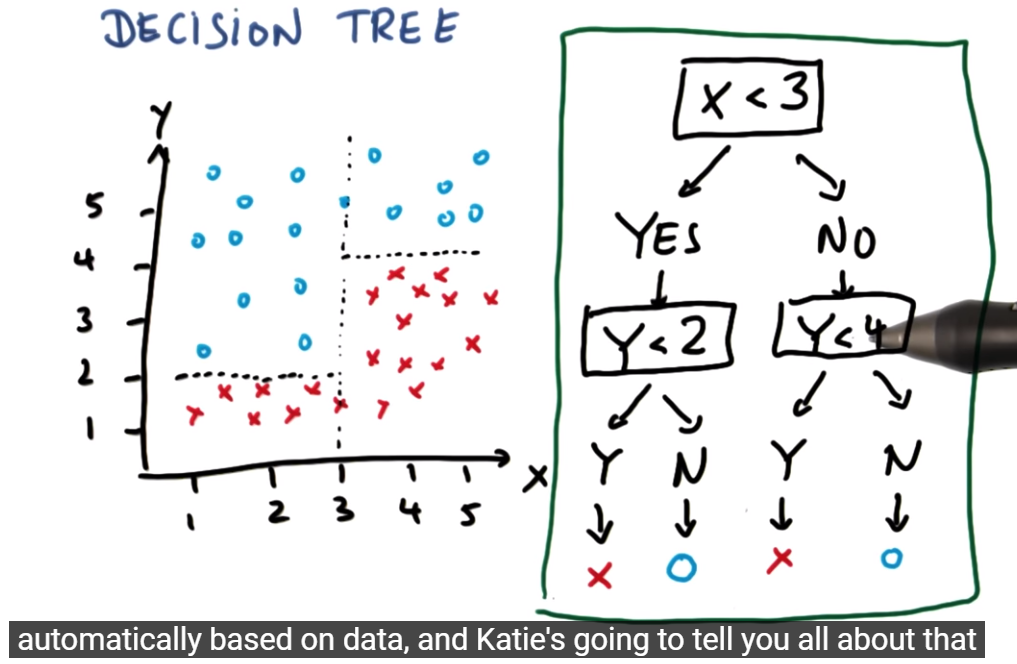 DECISION TREE
Y
5
4
3
2
1
1 2 3 4 5
X
X < 3
YES NO
Y < 2 Y < 4
Y N Y N
automatically based on data, and Katie's going to tell you all about that